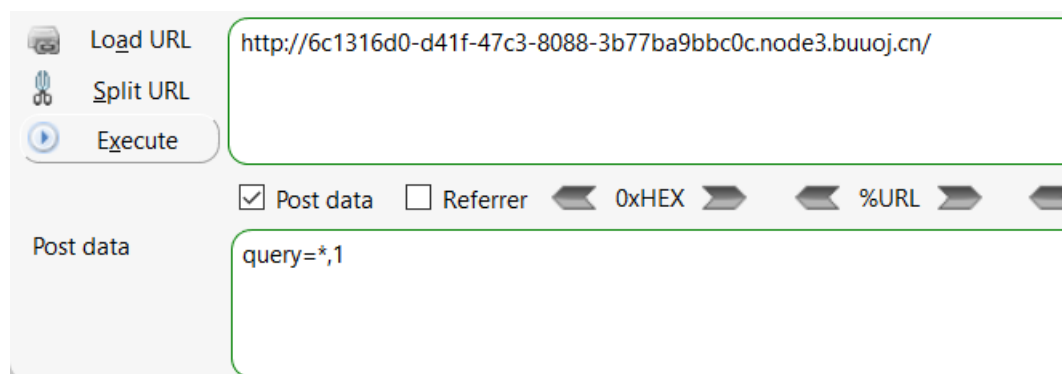 Load URL
http://6c1316d0-d41f-47c3-8088-3b77ba9bbc0c.node3.buuoj.cn/
Split URL
Execute
Post data Referrer 0xHEX %URL
Post data
query=*,1